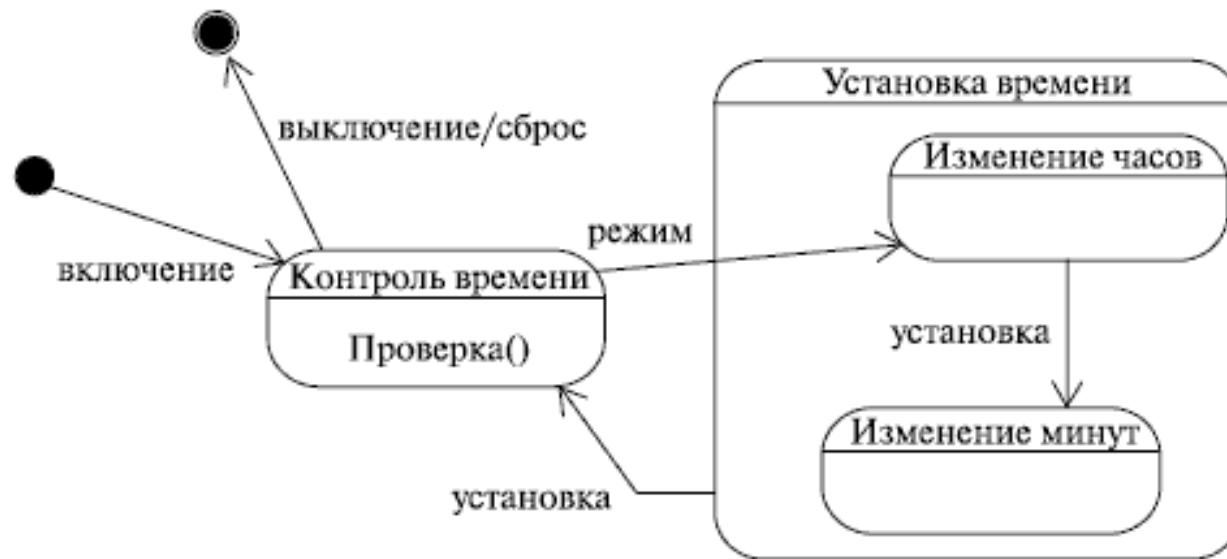 Установка времени
выключение/сброс
Изменение часов
режим
включение
Контроль времени
Проверка()
установка
Изменение минут
установка